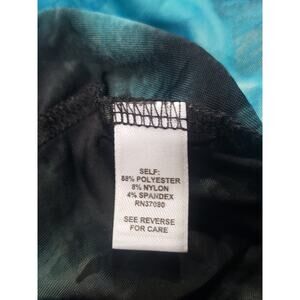 SELF:
88% POLYESTER
8% NYLON
4% SPANDEX
RN37080
SEE REVERSE
FOR CARE